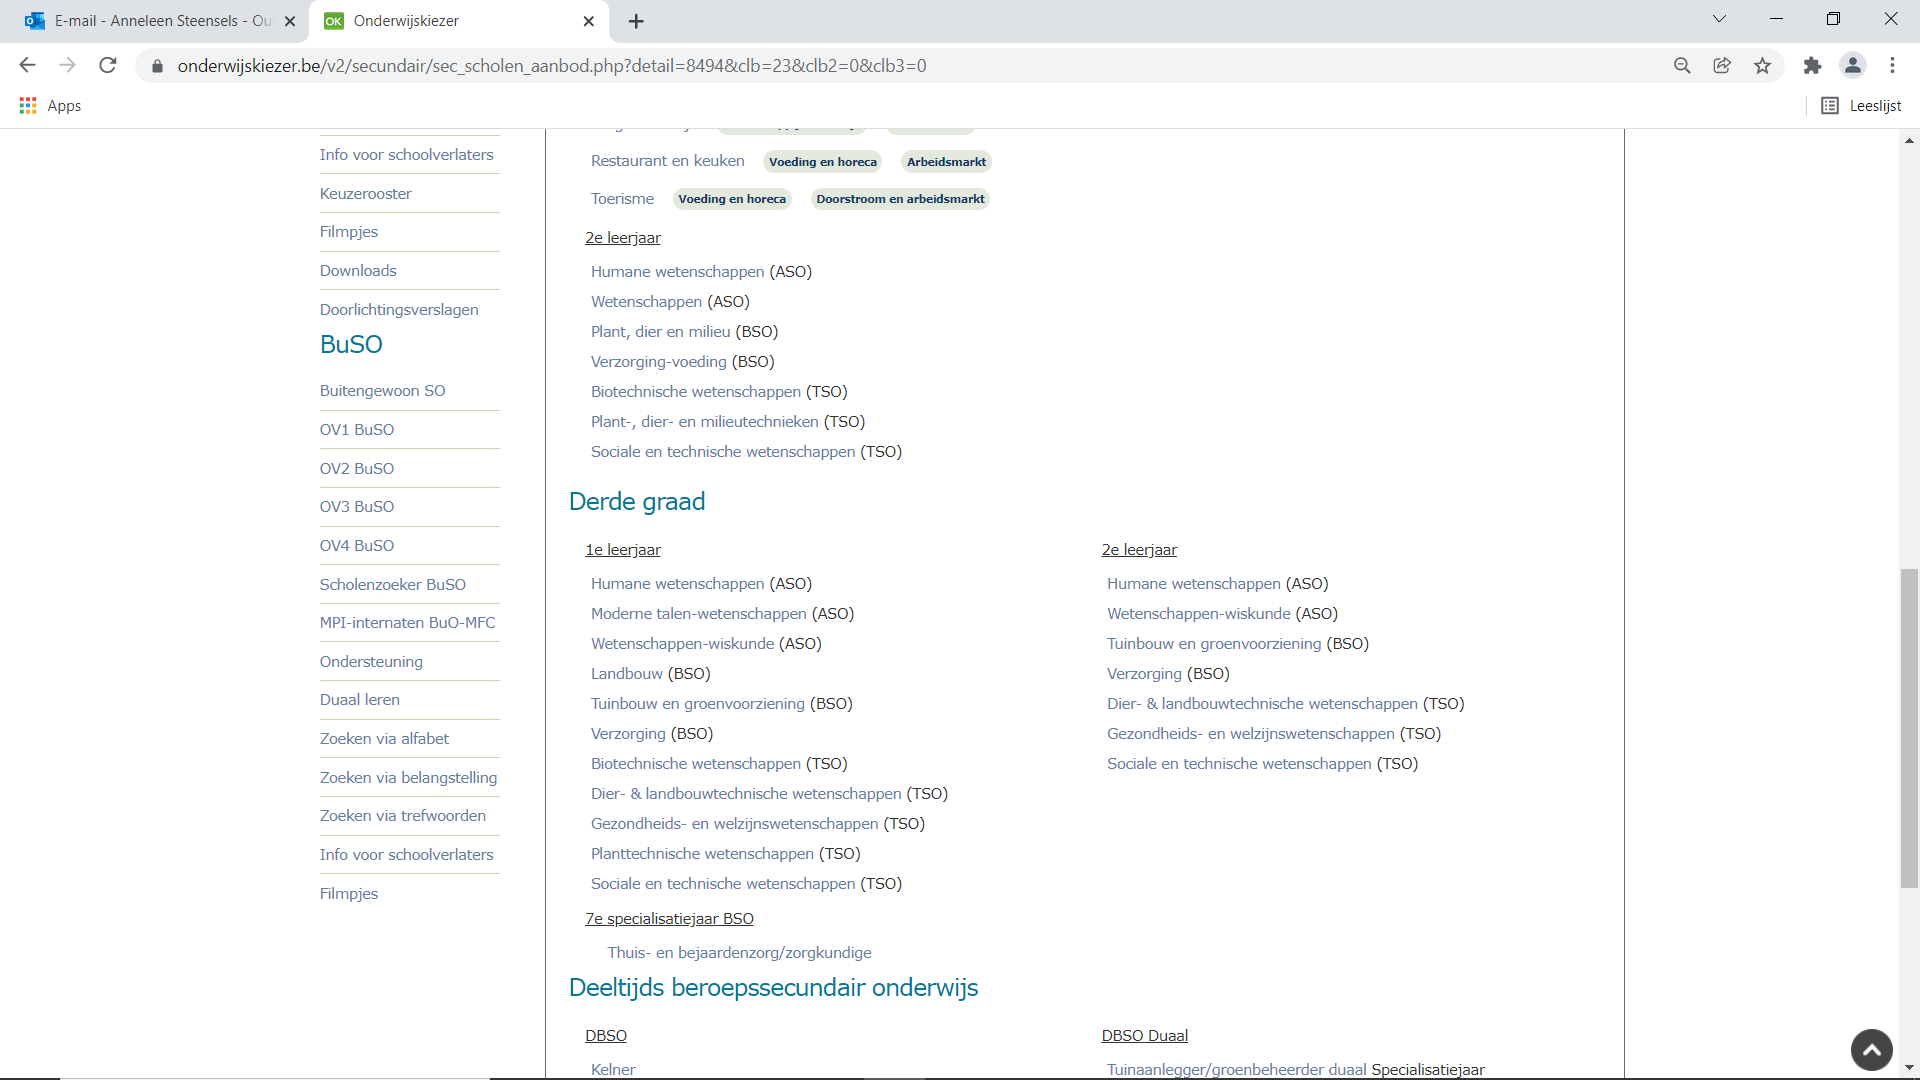 E-mail - Anneleen Steensels - Ou
Onderwijskiezer
onderwijskiezer.be/v2/secundair/sec_scholen_aanbod.php?detail=8494&clb=23&clb2=0&clb3=0
Apps
Leeslijst
Info voor schoolverlaters
Keuzerooster
Filmpjes
Downloads
Doorlichtingsverslagen
BuSO
Buitengewoon SO
OV1 BuSO
OV2 BuSO
OV3 BuSO
OV4 BuSO
Scholenzoeker BuSO
MPI-internaten BuO-MFC
Ondersteuning
Duaal leren
Zoeken via alfabet
Zoeken via belangstelling
Zoeken via trefwoorden
Info voor schoolverlaters
Filmpjes
Restaurant en keuken Voeding en horeca Arbeidsmarkt
Toerisme Voeding en horeca Doorstroom en arbeidsmarkt
2e leerjaar
Humane wetenschappen (ASO)
Wetenschappen (ASO)
Plant, dier en milieu (BSO)
Verzorging-voeding (BSO)
Biotechnische wetenschappen (TSO)
Plant-, dier- en milieutechnieken (TSO)
Sociale en technische wetenschappen (TSO)
Derde graad
1e leerjaar
Humane wetenschappen (ASO)
Moderne talen-wetenschappen (ASO)
Wetenschappen-wiskunde (ASO)
Landbouw (BSO)
Tuinbouw en groenvoorziening (BSO)
Verzorging (BSO)
Biotechnische wetenschappen (TSO)
Dier- & landbouwtechnische wetenschappen (TSO)
Gezondheids- en welzijnswetenschappen (TSO)
Planttechnische wetenschappen (TSO)
Sociale en technische wetenschappen (TSO)
2e leerjaar
Humane wetenschappen (ASO)
Wetenschappen-wiskunde (ASO)
Tuinbouw en groenvoorziening (BSO)
Verzorging (BSO)
Dier- & landbouwtechnische wetenschappen (TSO)
Gezondheids- en welzijnswetenschappen (TSO)
Sociale en technische wetenschappen (TSO)
7e specialisatiejaar BSO
Thuis- en bejaardenzorg/zorgkundige
Deeltijds beroepssecundair onderwijs
DBSO
Kelner
DBSO Duaal
Tuinaanlegger/groenbeheerder duaal Specialisatiejaar